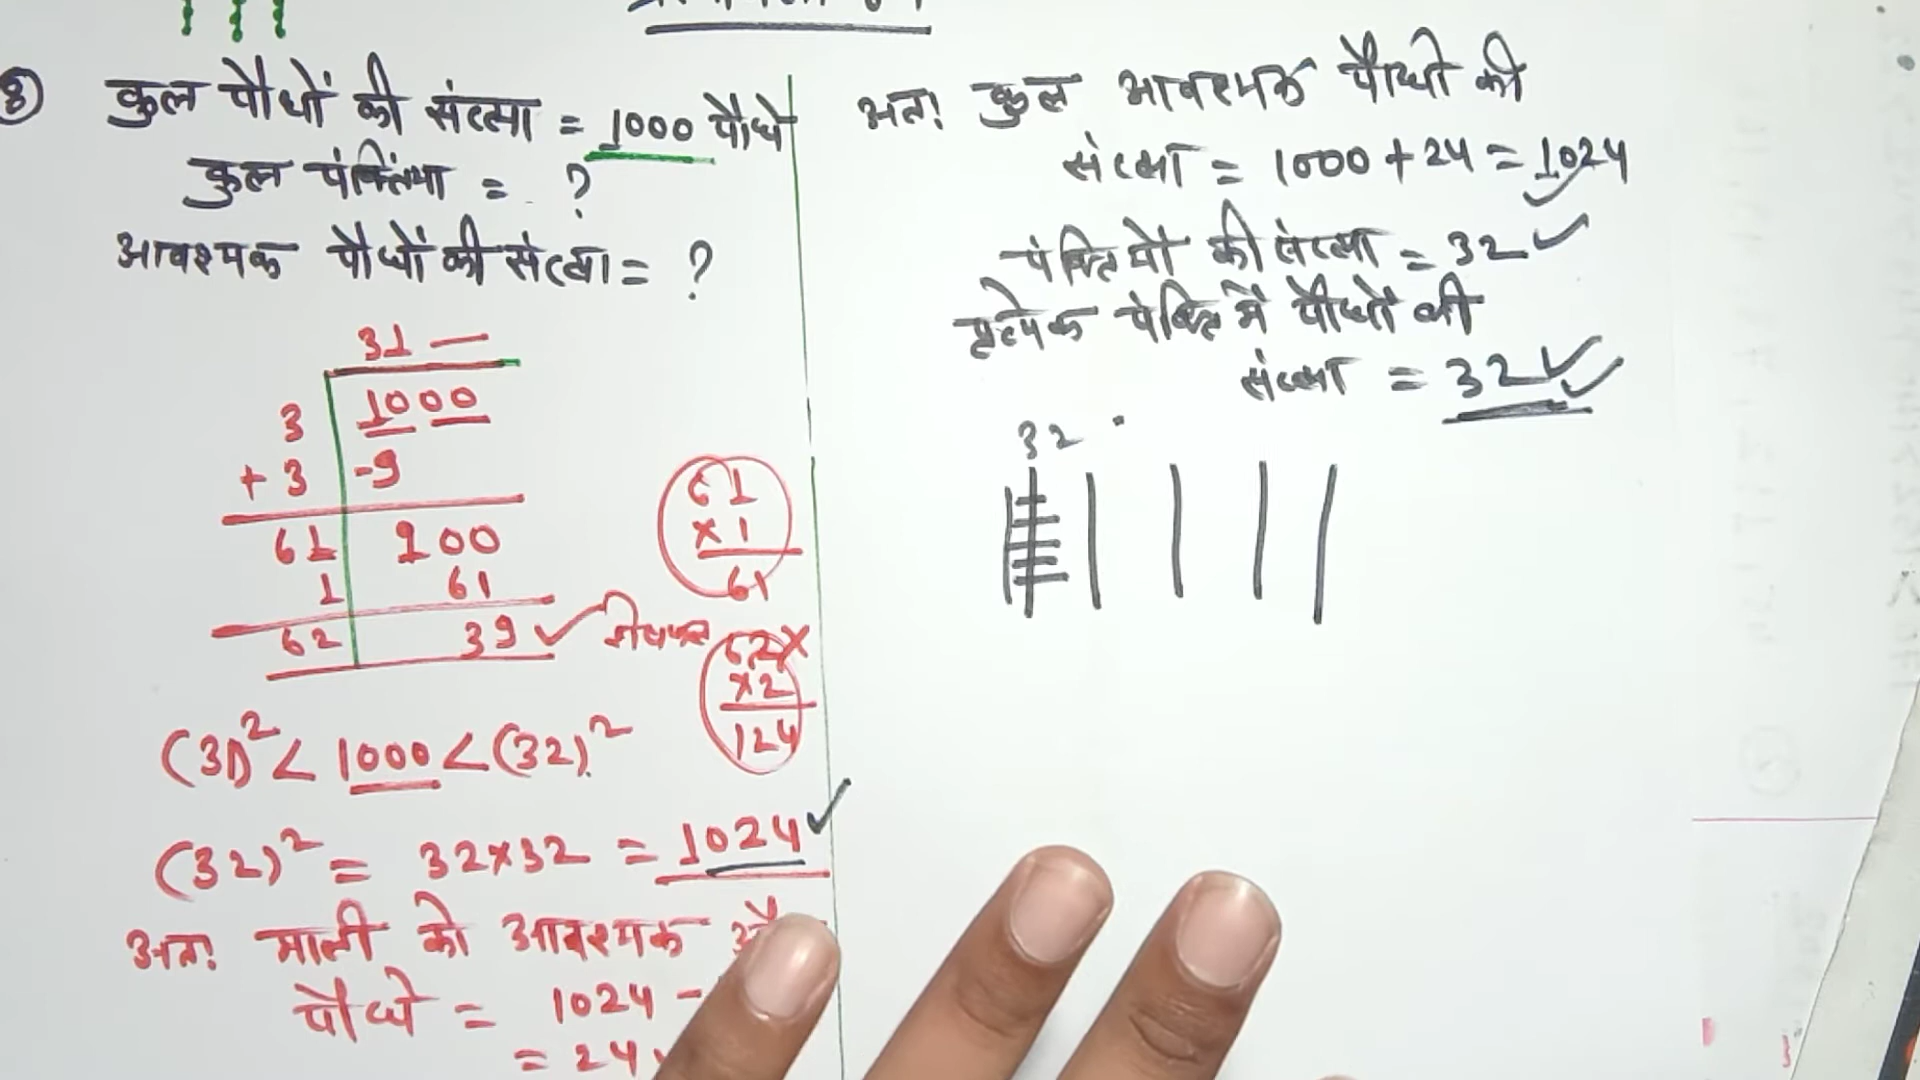 8) कुल पौधों की संख्या = 1000 पौधे
कुल पंक्तियां = ?
आवश्यक पौधों की संख्या = ?
31
3 1000
+ 3 -9
61 100
1 61
62 39 शेषफल
61
×1
61
62×
×2
124
(31)² < 1000 < (32)²
(32)² = 32×32 = 1024
अतः माली को आवश्यक
पौधे = 1024 -
= 24
अतः कुल आवश्यक पौधो की
संख्या = 1000 + 24 = 1024
पंक्तियों की संख्या = 32
प्रत्येक पंक्ति में पौधों की
संख्या = 32
32